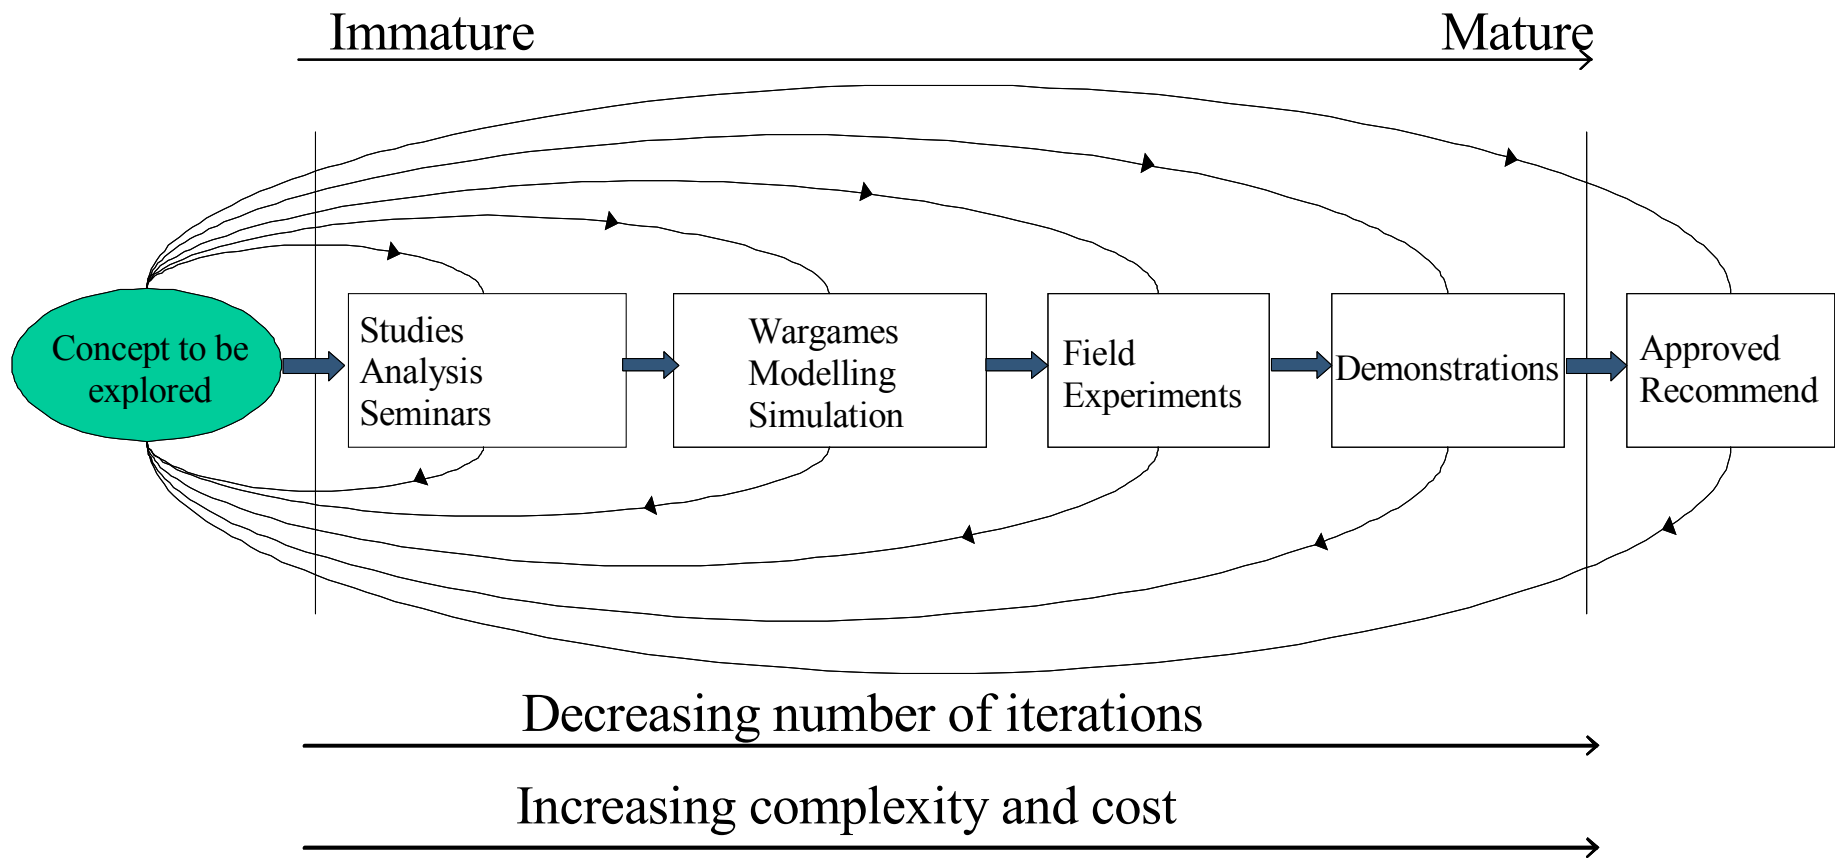 Immature
Mature
Concept to be
explored
Studies
Analysis
Seminars
Wargames
Modelling
Simulation
Field
Experiments
Demonstrations
Approved
Recommend
Decreasing number of iterations
Increasing complexity and cost